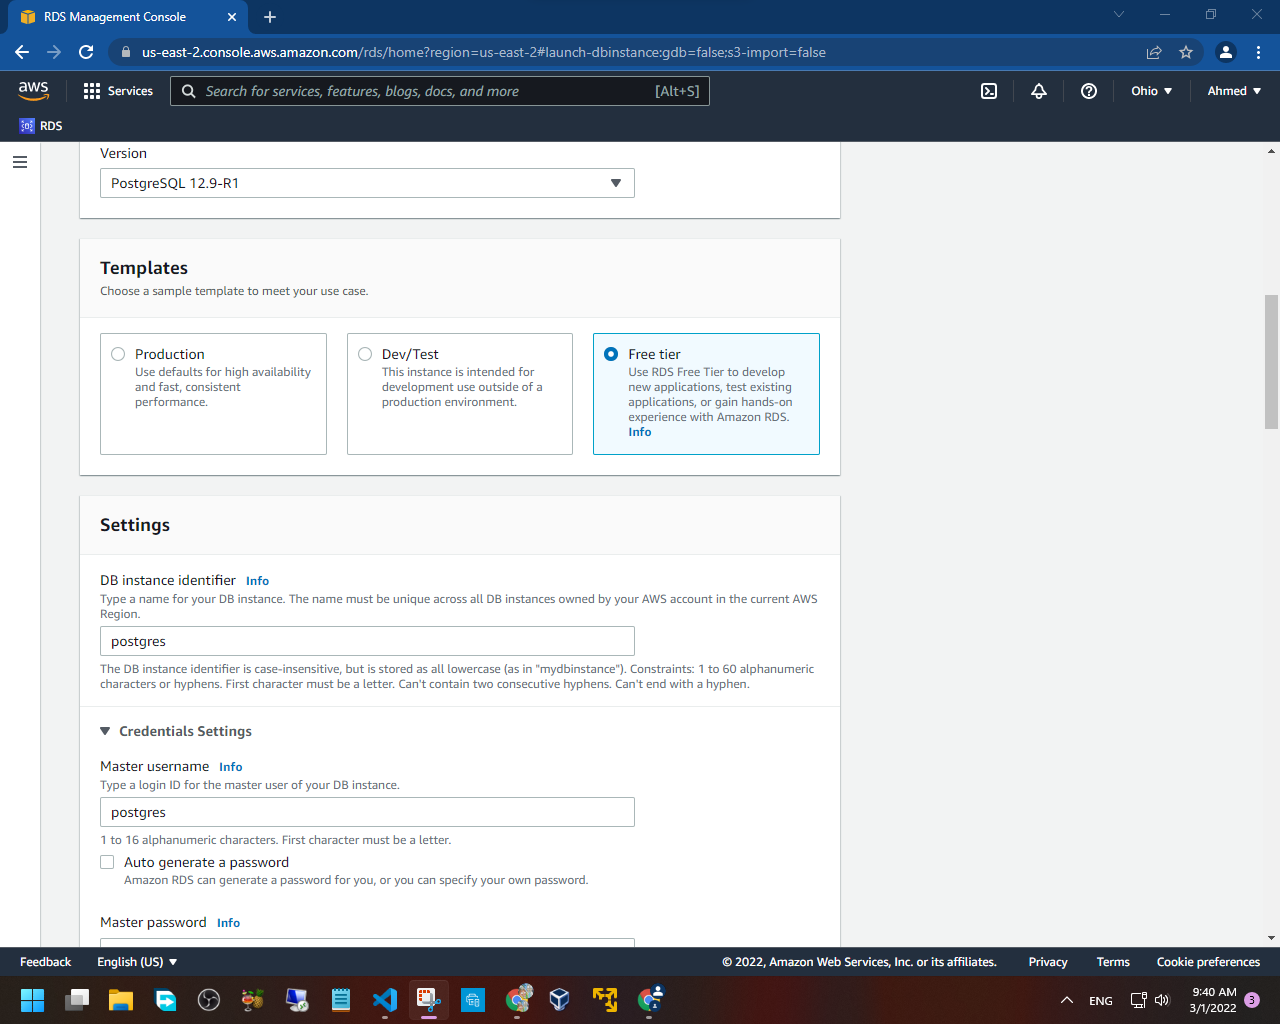 RDS Management Console
us-east-2.console.aws.amazon.com/rds/home?region=us-east-2#launch-dbinstance:gdb=false;s3-import=false
aws
Services
Search for services, features, blogs, docs, and more
[Alt+S]
Ohio
Ahmed
RDS
Version
PostgreSQL 12.9-R1
Templates
Choose a sample template to meet your use case.
Production
Use defaults for high availability
and fast, consistent
performance.
Dev/Test
This instance is intended for
development use outside of a
production environment.
Free tier
Use RDS Free Tier to develop
new applications, test existing
applications, or gain hands-on
experience with Amazon RDS.
Info
Settings
DB instance identifier Info
Type a name for your DB instance. The name must be unique across all DB instances owned by your AWS account in the current AWS
Region.
postgres
The DB instance identifier is case-insensitive, but is stored as all lowercase (as in "mydbinstance"). Constraints: 1 to 60 alphanumeric
characters or hyphens. First character must be a letter. Can't contain two consecutive hyphens. Can't end with a hyphen.
Credentials Settings
Master username Info
Type a login ID for the master user of your DB instance.
postgres
1 to 16 alphanumeric characters. First character must be a letter.
Auto generate a password
Amazon RDS can generate a password for you, or you can specify your own password.
Master password Info
Feedback
English (US)
© 2022, Amazon Web Services, Inc. or its affiliates.
Privacy
Terms
Cookie preferences
ENG
9:40 AM
3/1/2022
3